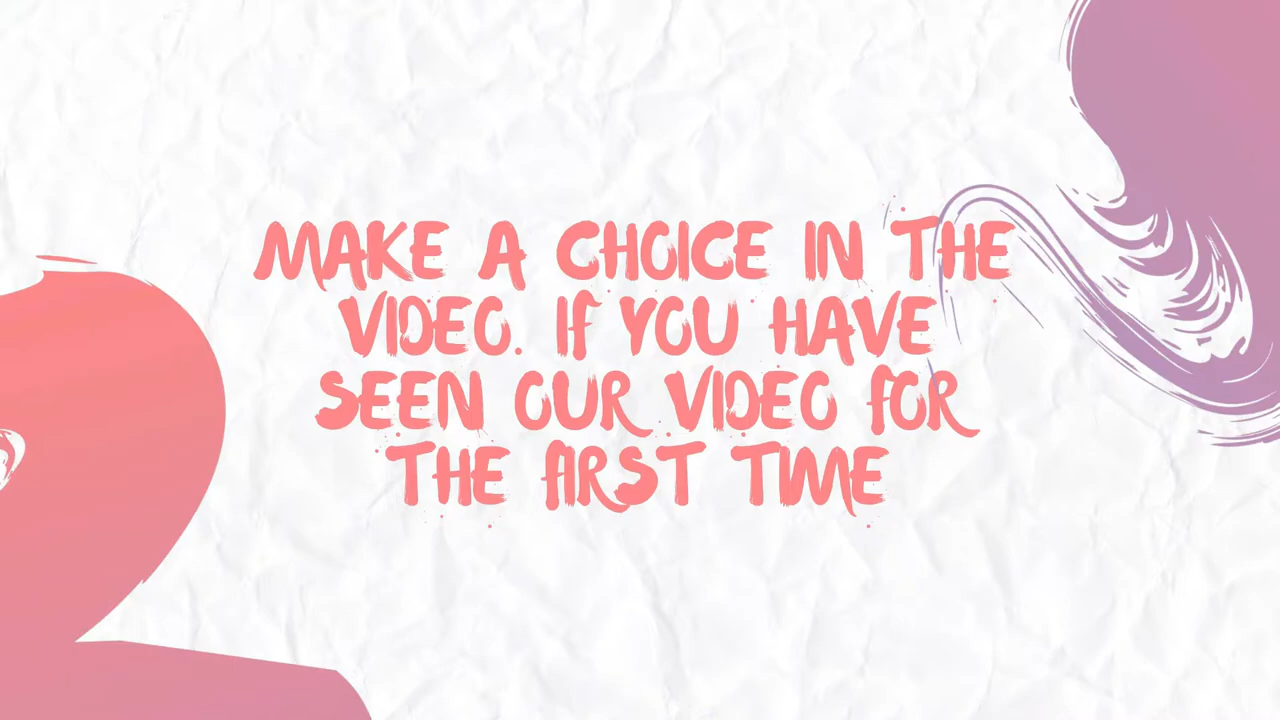 MAKE A CHOICE IN THE
VIDEO. IF YOU HAVE
SEEN OUR VIDEO FOR
THE FIRST TIME